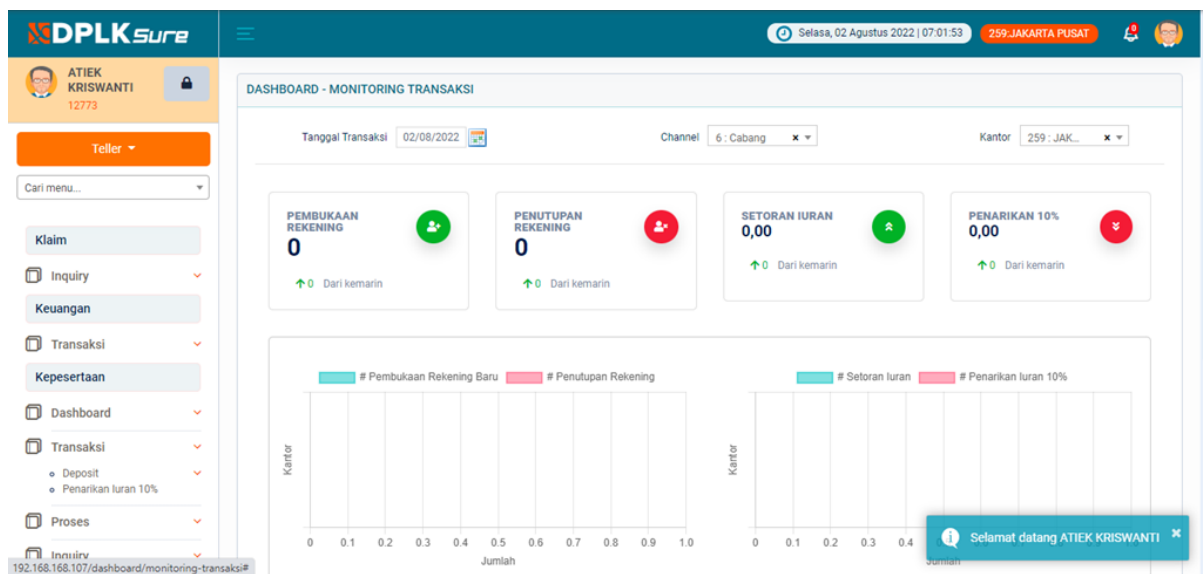 DPLKsure
Selasa, 02 Agustus 2022 | 07:01:53
259:JAKARTA PUSAT
0
ATIEK
KRISWANTI
12773
Teller
Cari menu...
Klaim
Inquiry
Keuangan
Transaksi
Kepesertaan
Dashboard
Transaksi
Deposit
Penarikan Iuran 10%
Proses
Inquiry
192.168.168.107/dashboard/monitoring-transaksi#
DASHBOARD - MONITORING TRANSAKSI
Tanggal Transaksi 02/08/2022
Channel 6 : Cabang
Kantor 259 : JAK...
PEMBUKAAN
REKENING
0
0 Dari kemarin
PENUTUPAN
REKENING
0
0 Dari kemarin
SETORAN IURAN
0,00
0 Dari kemarin
PENARIKAN 10%
0,00
0 Dari kemarin
# Pembukaan Rekening Baru # Penutupan Rekening
Kantor
0 0.1 0.2 0.3 0.4 0.5 0.6 0.7 0.8 0.9 1.0
Jumlah
# Setoran Iuran # Penarikan Iuran 10%
Kantor
0 0.1 0.2 0.3 0.4
Jumlah
Selamat datang ATIEK KRISWANTI